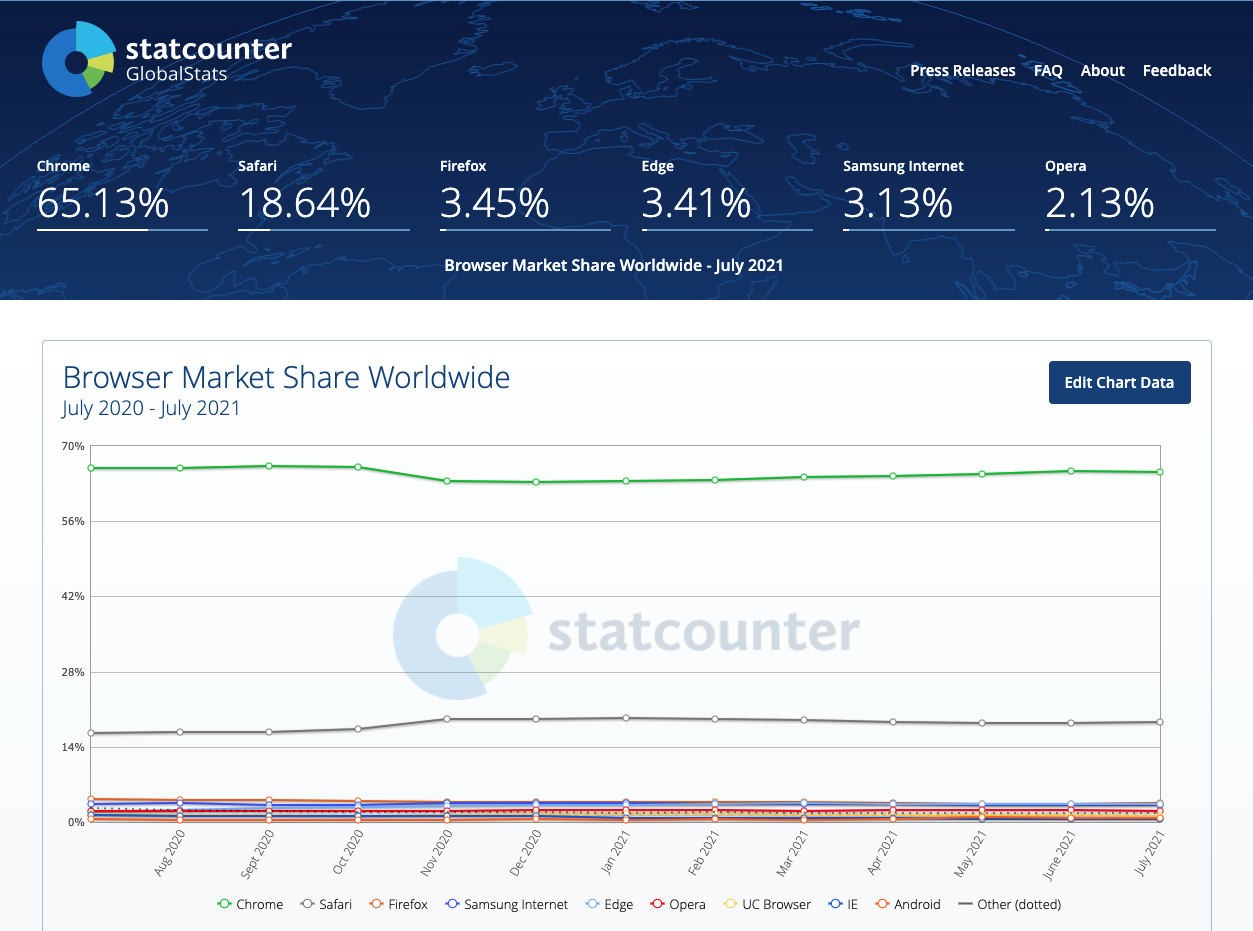 statcounter
GlobalStats
Press Releases FAQ About Feedback
Chrome Safari Firefox Edge Samsung Internet Opera
65.13% 18.64% 3.45% 3.41% 3.13% 2.13%
Browser Market Share Worldwide - July 2021
Browser Market Share Worldwide
July 2020 - July 2021
Edit Chart Data
70%
56%
42%
statcounter
28%
14%
0%
Aug 2020 Sept 2020 Oct 2020 Nov 2020 Dec 2020 Jan 2021 Feb 2021 Mar 2021 Apr 2021 May 2021 June 2021 July 2021
Chrome Safari Firefox Samsung Internet Edge Opera UC Browser IE Android Other (dotted)